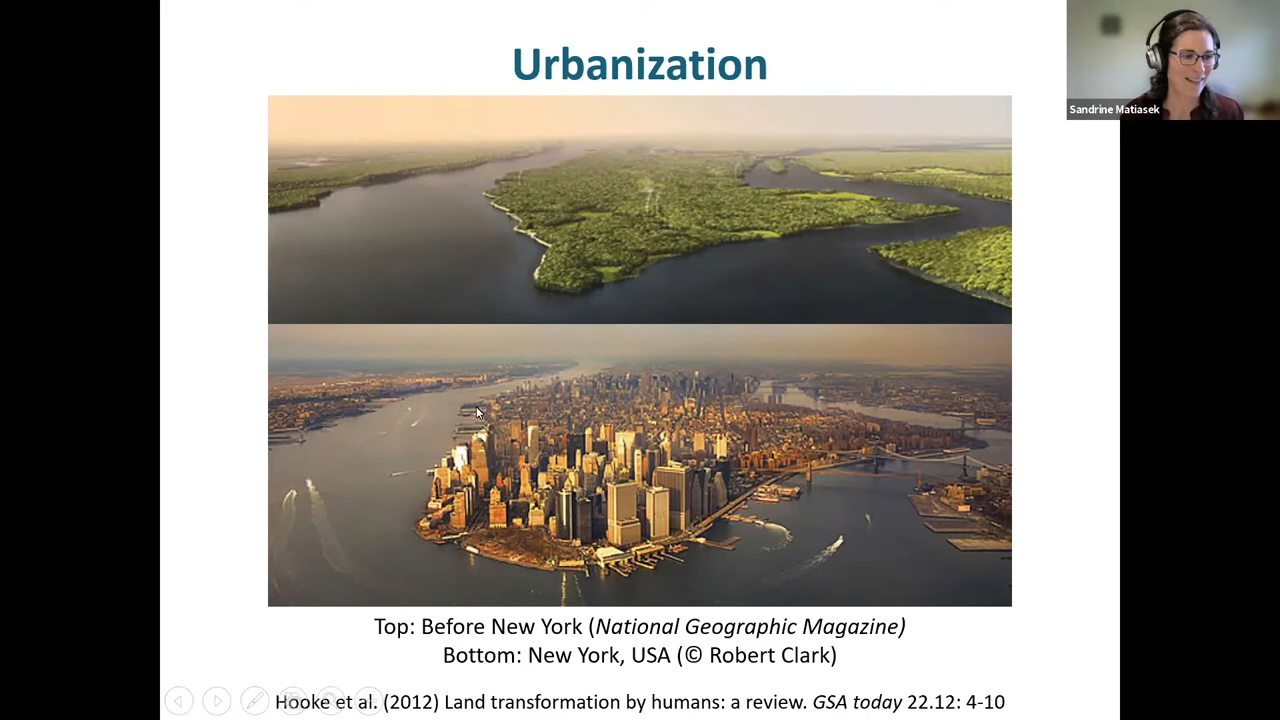 Urbanization
Sandrine Matiasek
Top: Before New York (National Geographic Magazine)
Bottom: New York, USA (© Robert Clark)
Hooke et al. (2012) Land transformation by humans: a review. GSA today 22.12: 4-10